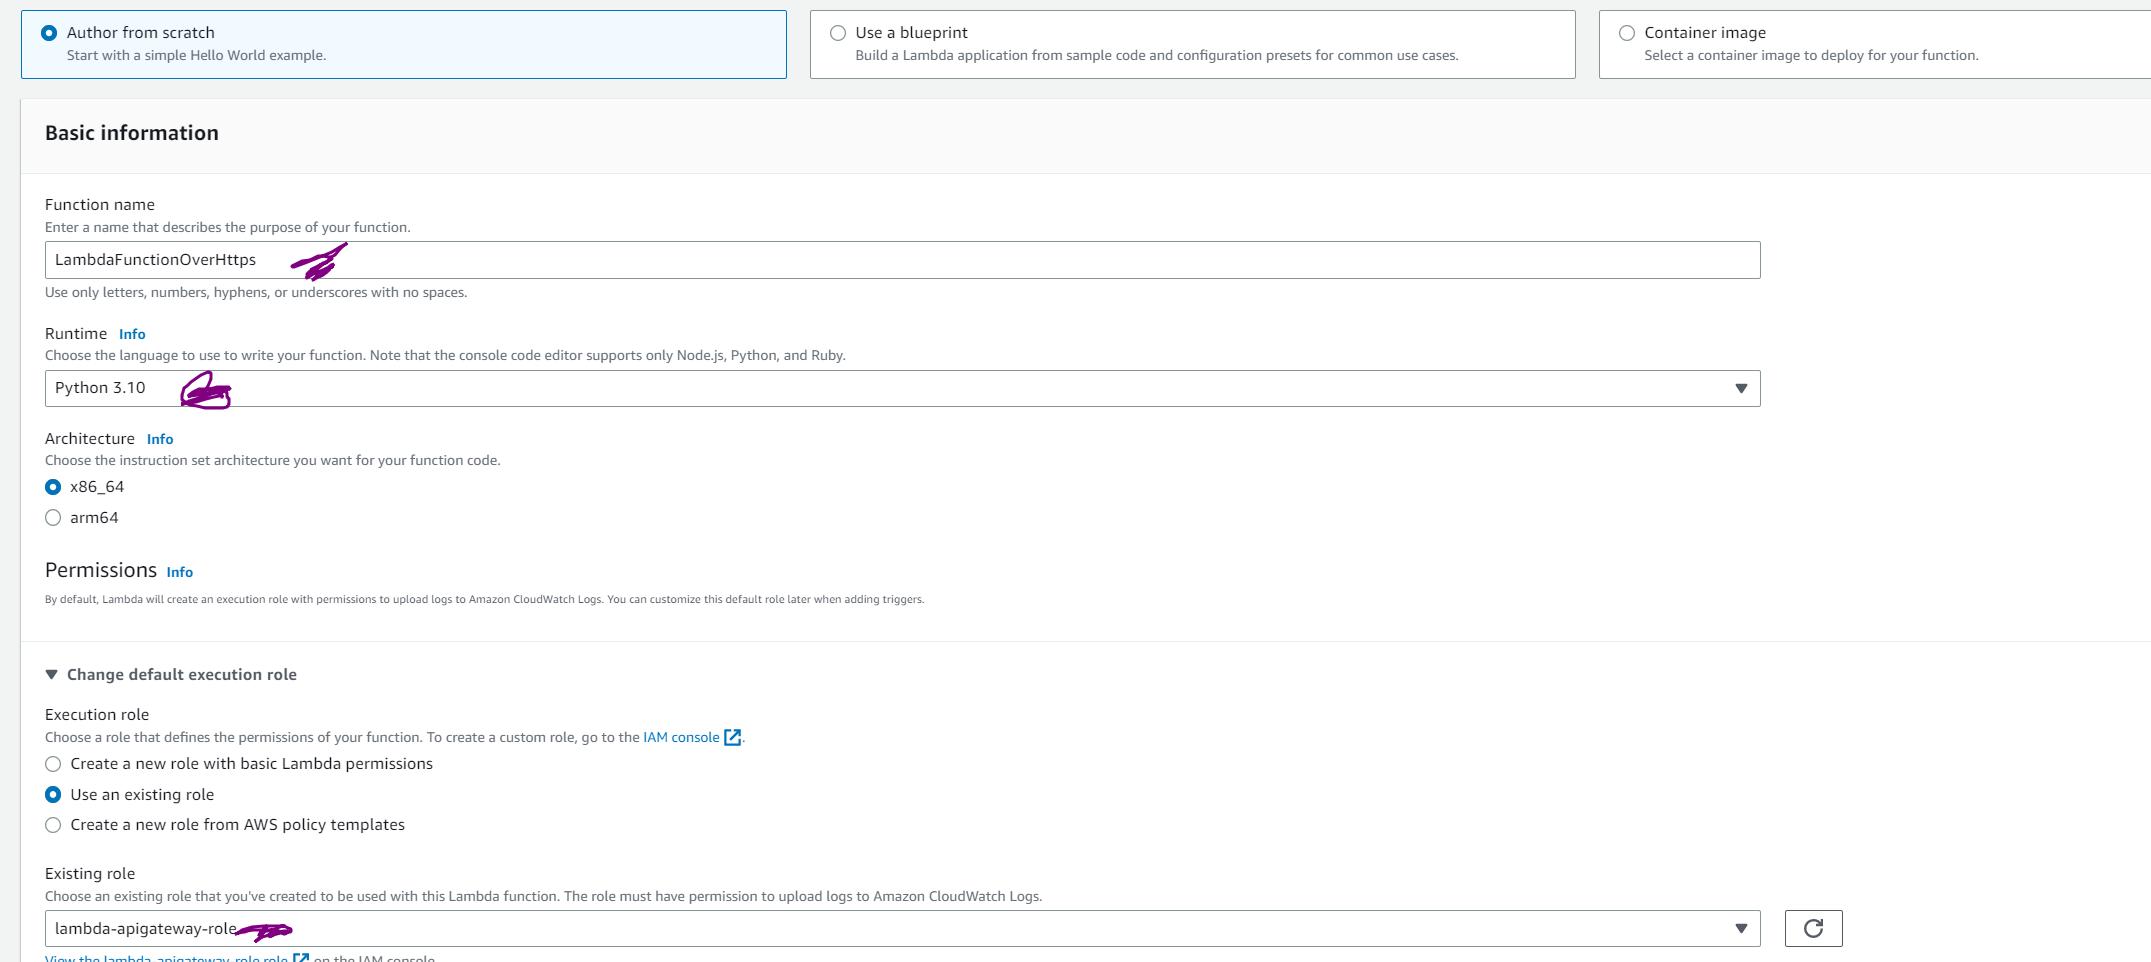 Author from scratch
Start with a simple Hello World example.
Use a blueprint
Build a Lambda application from sample code and configuration presets for common use cases.
Container image
Select a container image to deploy for your function.
Basic information
Function name
Enter a name that describes the purpose of your function.
LambdaFunctionOverHttps
Use only letters, numbers, hyphens, or underscores with no spaces.
Runtime Info
Choose the language to use to write your function. Note that the console code editor supports only Node.js, Python, and Ruby.
Python 3.10
Architecture Info
Choose the instruction set architecture you want for your function code.
x86_64
arm64
Permissions Info
By default, Lambda will create an execution role with permissions to upload logs to Amazon CloudWatch Logs. You can customize this default role later when adding triggers.
Change default execution role
Execution role
Choose a role that defines the permissions of your function. To create a custom role, go to the IAM console.
Create a new role with basic Lambda permissions
Use an existing role
Create a new role from AWS policy templates
Existing role
Choose an existing role that you've created to be used with this Lambda function. The role must have permission to upload logs to Amazon CloudWatch Logs.
lambda-apigateway-role
View the lambda-apigateway-role role on the IAM console.